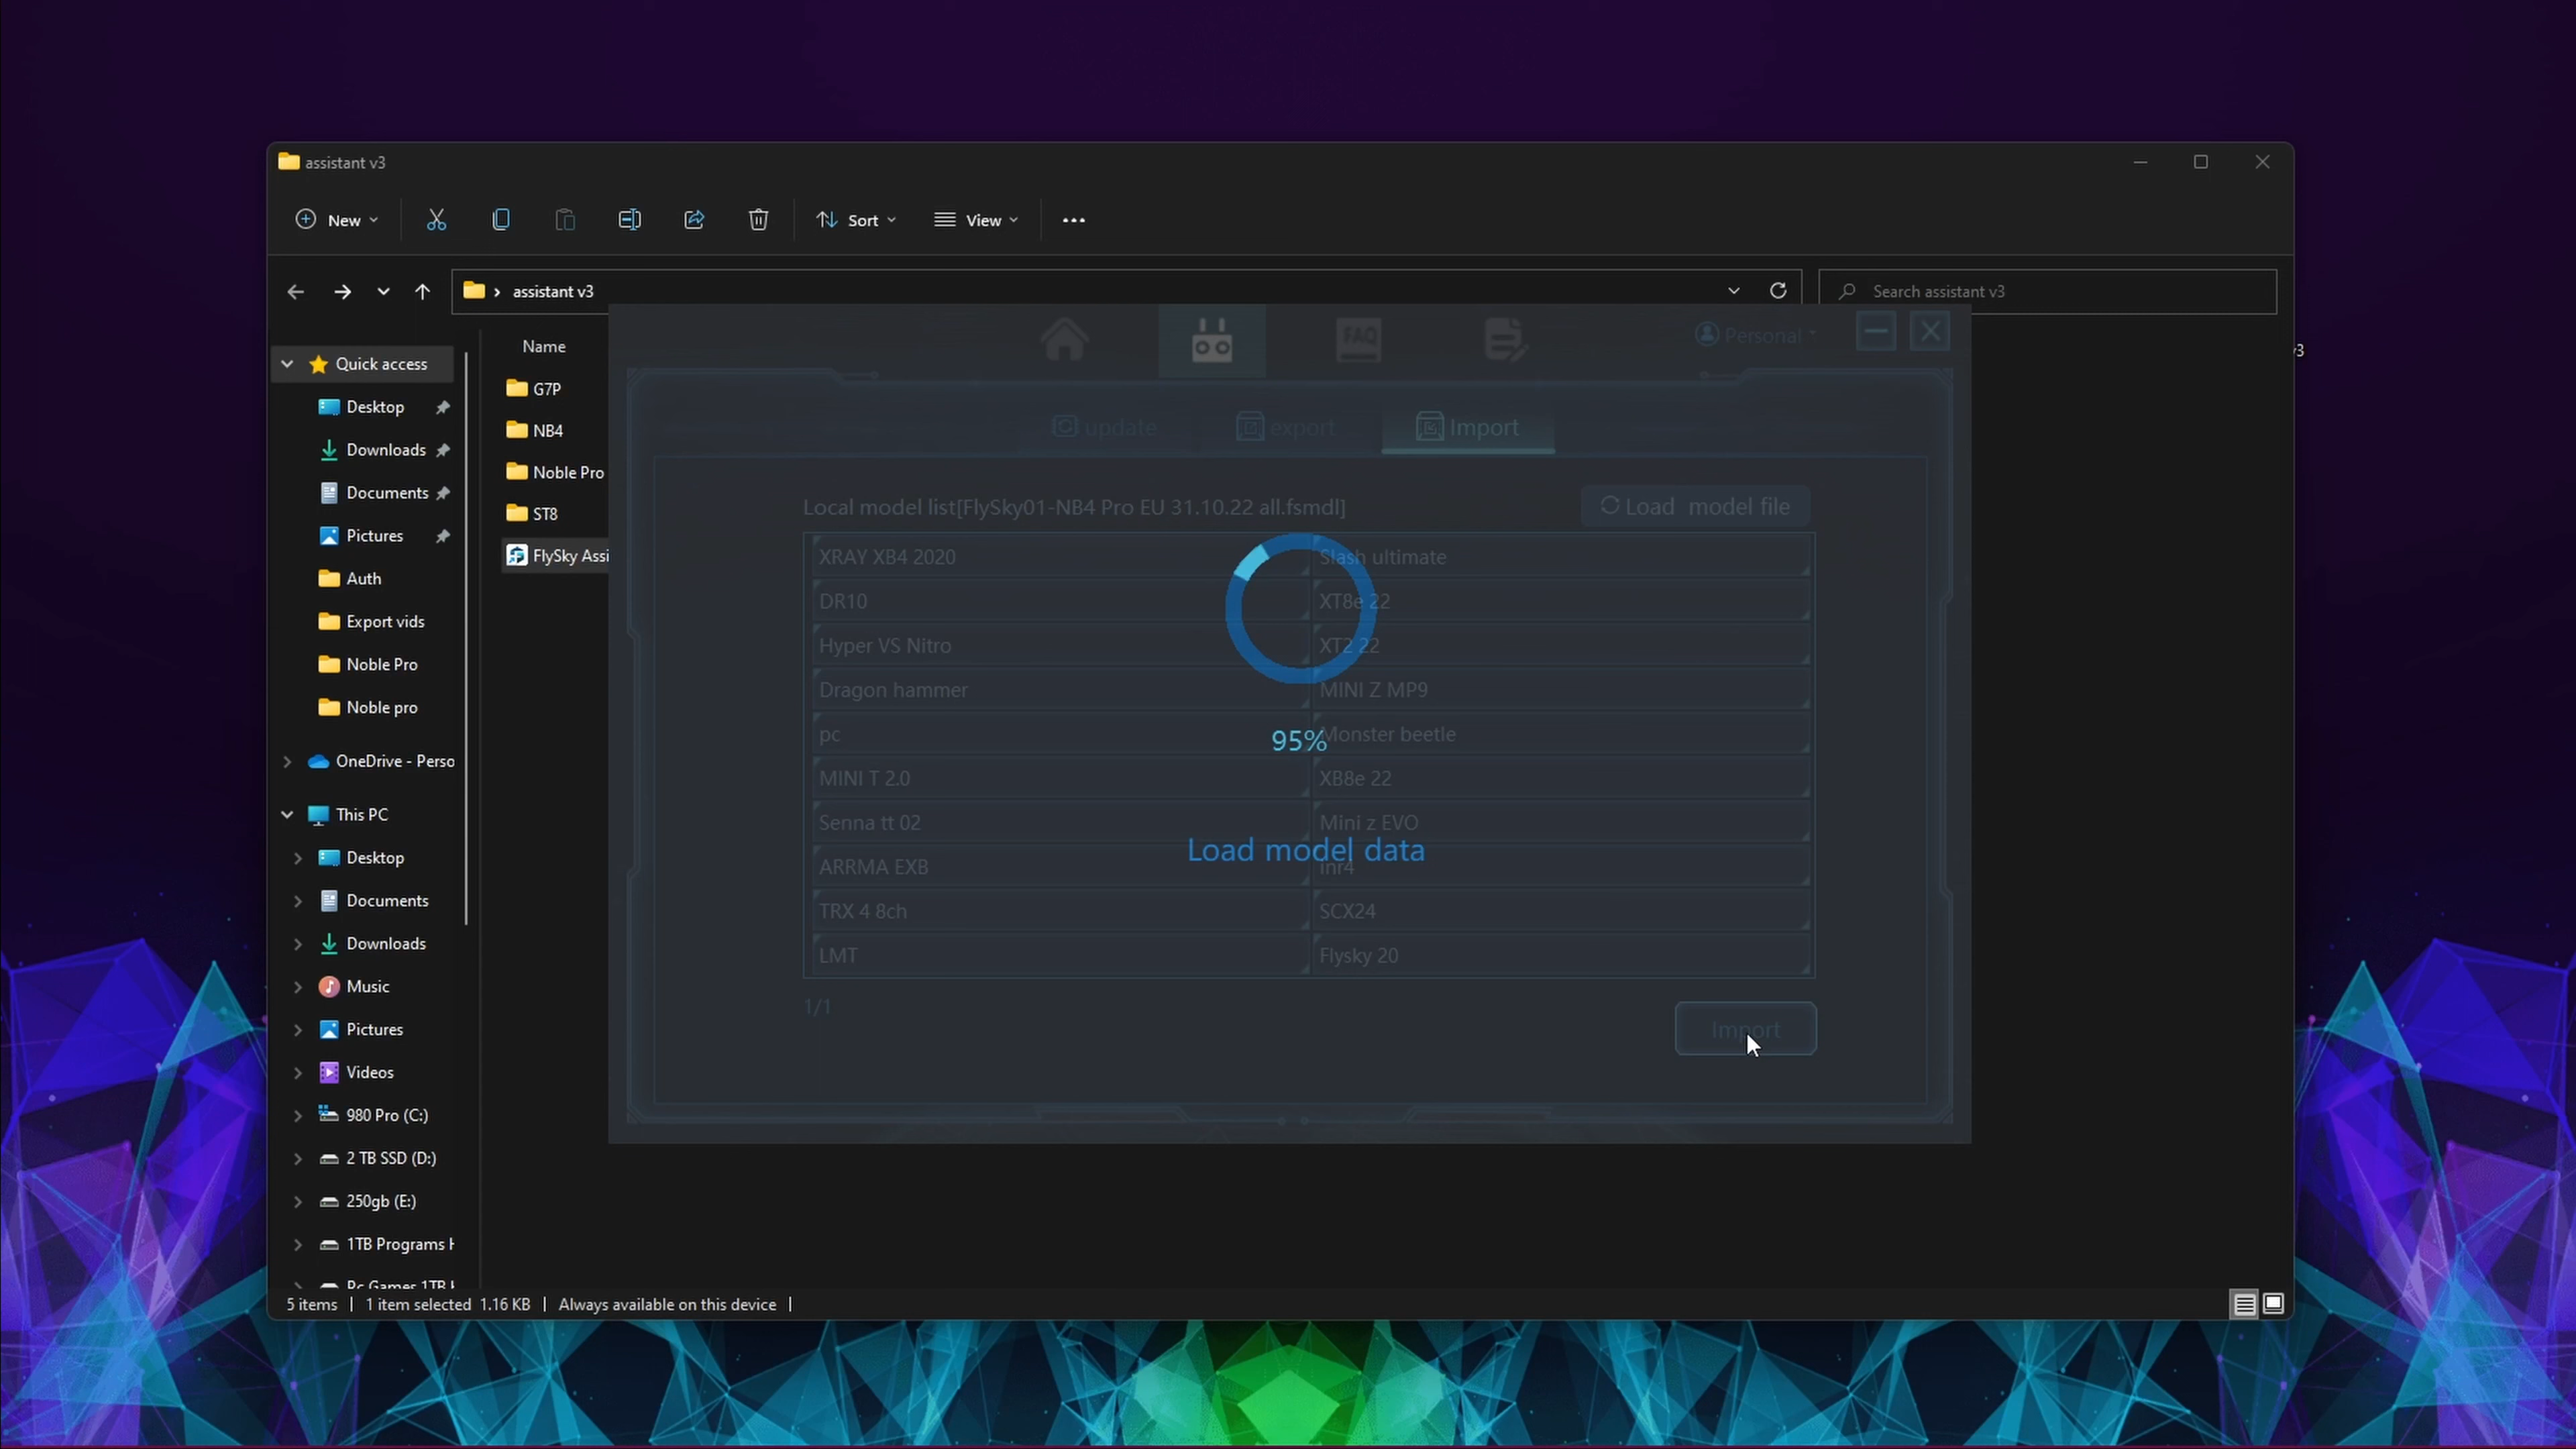 assistant v3
New
Sort
View
assistant v3
Search assistant v3
Name
Quick access
Desktop
Downloads
Documents
Pictures
Auth
Export vids
Noble Pro
Noble pro
OneDrive - Perso
This PC
Desktop
Documents
Downloads
Music
Pictures
Videos
980 Pro (C:)
2 TB SSD (D:)
250gb (E:)
1TB Programs H
Pc Games 1TB
G7P
NB4
Noble Pro
ST8
FlySky Assi
FAQ
Personal
v3
update
export
Import
Local model list[FlySky01-NB4 Pro EU 31.10.22 all.fsmdl]
Load model file
XRAY XB4 2020
Slash ultimate
DR10
XT8e 22
Hyper VS Nitro
XT2 22
Dragon hammer
MINI Z MP9
pc
Monster beetle
95%
MINI T 2.0
XB8e 22
Senna tt 02
Mini z EVO
Load model data
ARRMA EXB
inr4
TRX 4 8ch
SCX24
LMT
Flysky 20
1/1
Import
5 items
1 item selected 1.16 KB
Always available on this device